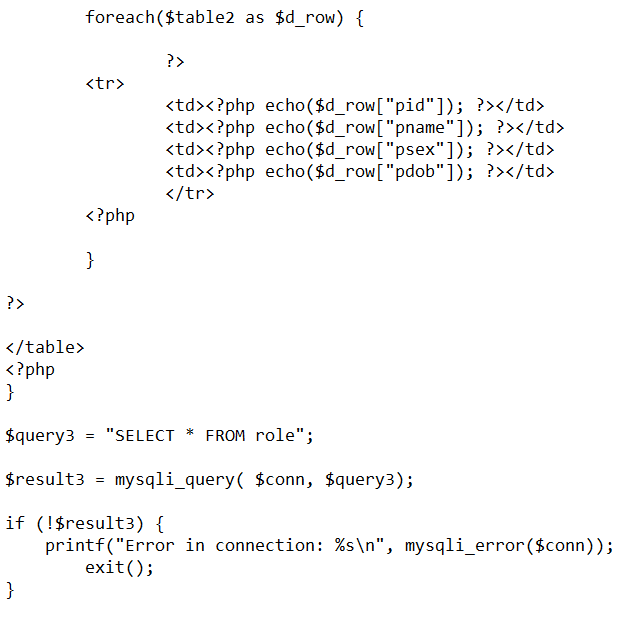 foreach($table2 as $d_row) {
?>
<tr>
<td><?php echo($d_row["pid"]); ?></td>
<td><?php echo($d_row["pname"]); ?></td>
<td><?php echo($d_row["psex"]); ?></td>
<td><?php echo($d_row["pdob"]); ?></td>
</tr>
<?php
}
?>
</table>
<?php
}
$query3 = "SELECT * FROM role";
$result3 = mysqli_query( $conn, $query3);
if (!$result3) {
printf("Error in connection: %s\n", mysqli_error($conn));
exit();
}